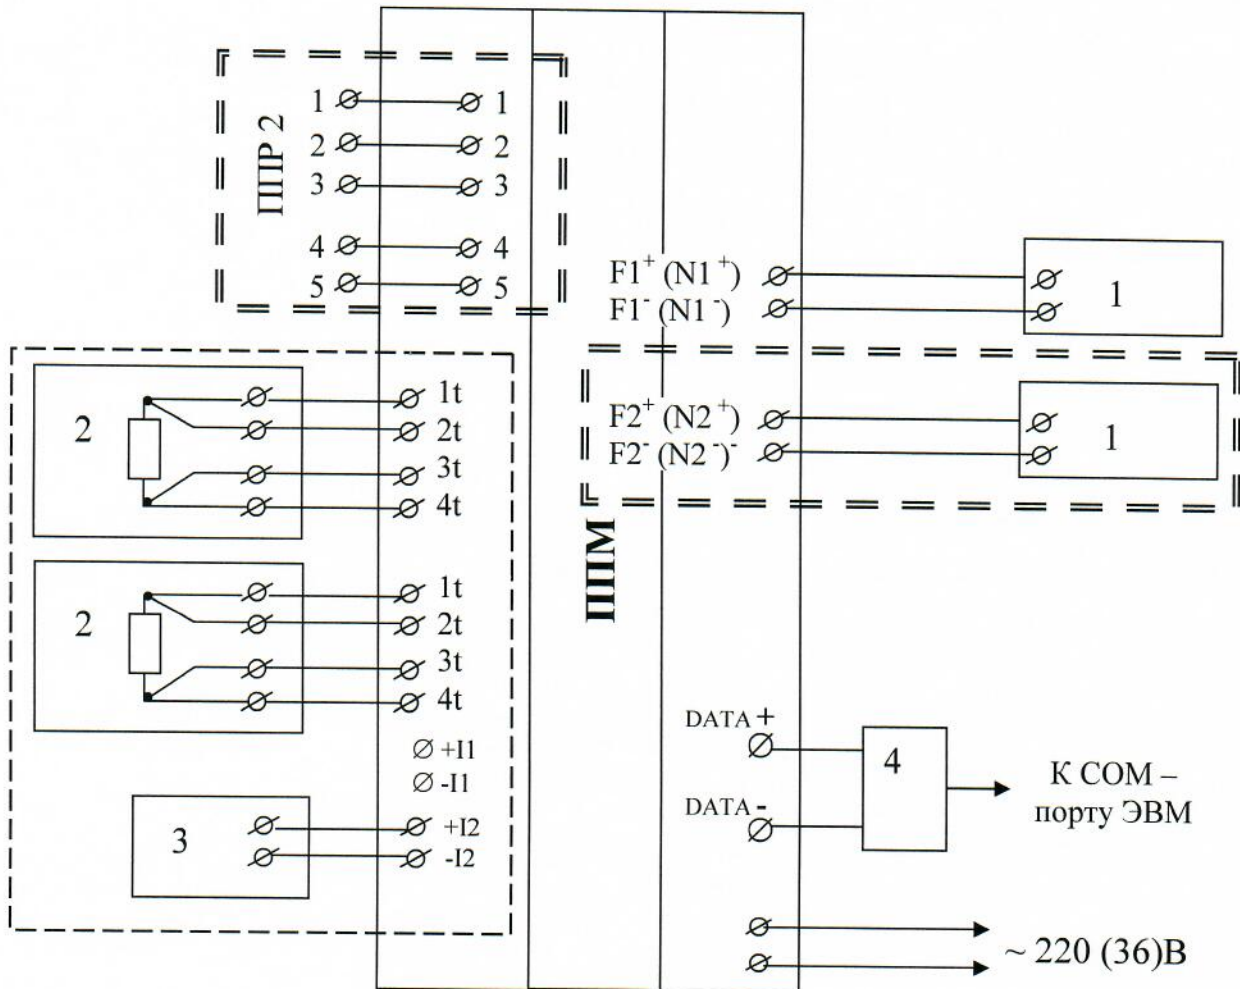 ППР 2
1 1
2 2
3 3
4 4
5 5
F1+ (N1+)
F1- (N1-)
1
F2+ (N2+)
F2- (N2-)-
1
2
1t
2t
3t
4t
2
1t
2t
3t
4t
ППМ
+I1
-I1
3
+I2
-I2
DATA +
DATA -
4
К СОМ –
порту ЭВМ
~ 220 (36)В